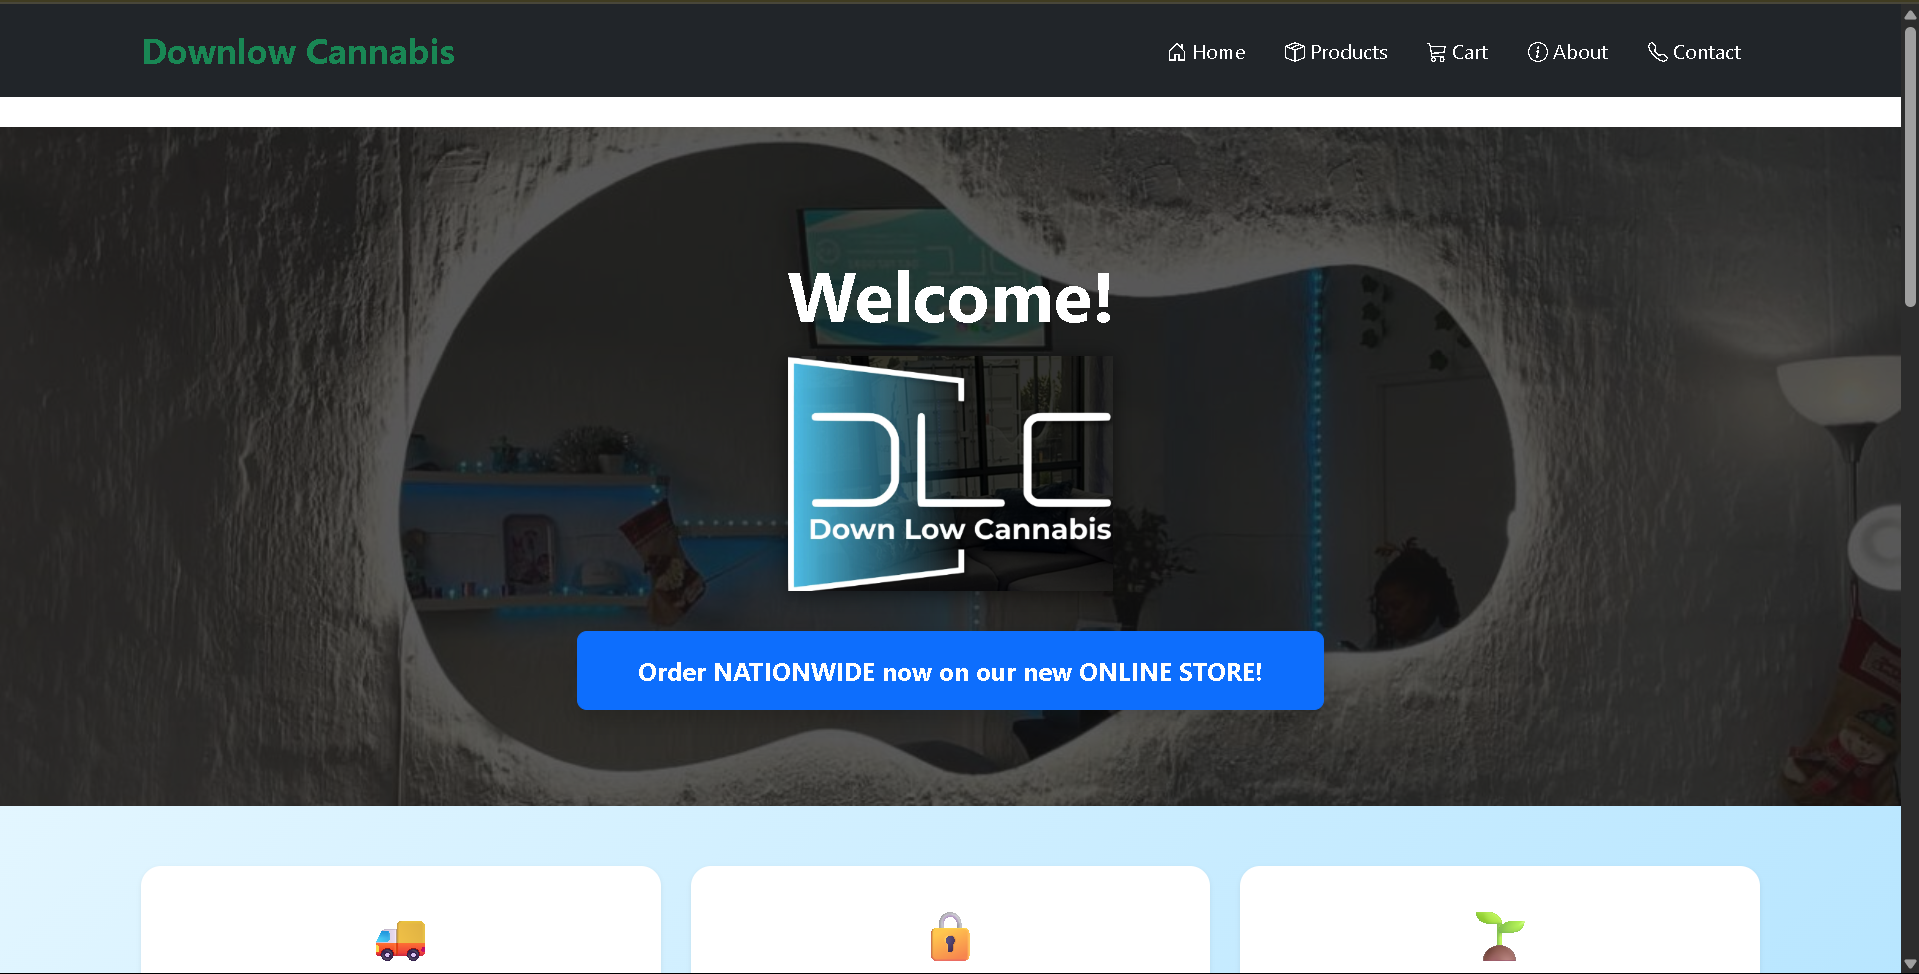 Downlow Cannabis
Home
Products
Cart
About
Contact
Welcome!
DLC
Down Low Cannabis
Order NATIONWIDE now on our new ONLINE STORE!